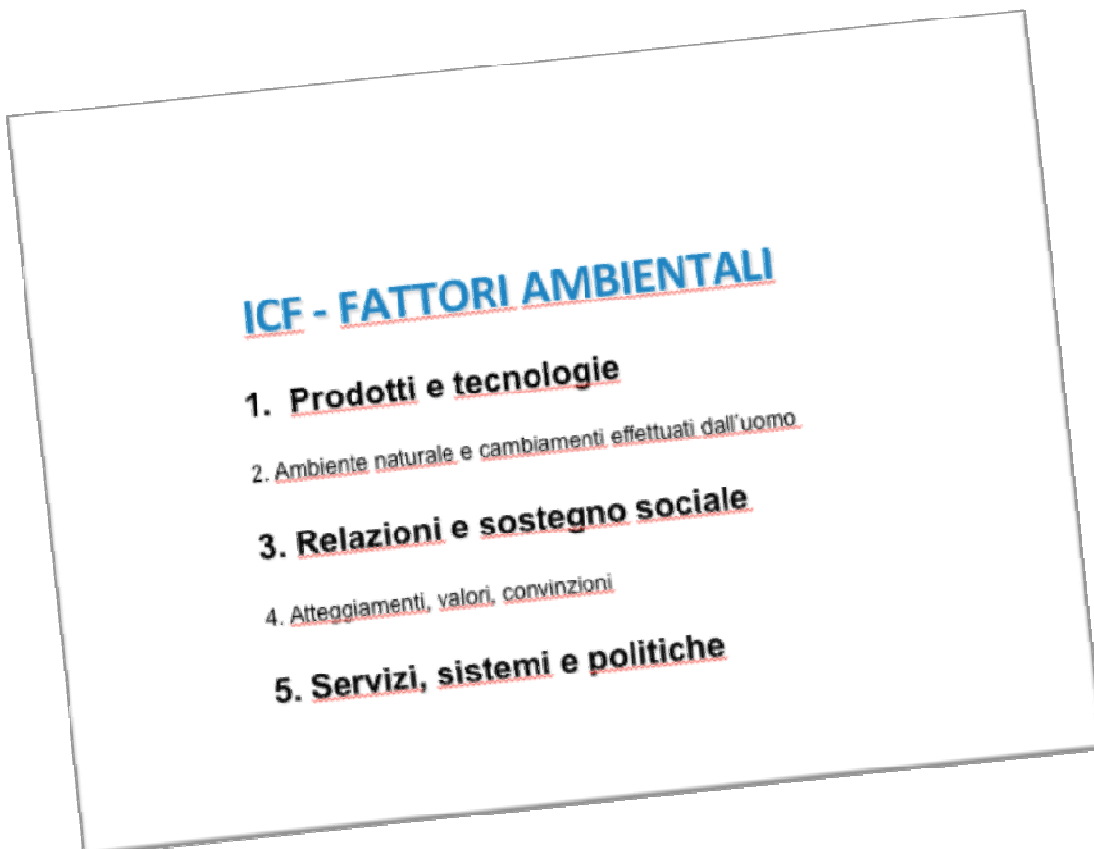 ICF - FATTORI AMBIENTALI
1. Prodotti e tecnologie
2. Ambiente naturale e cambiamenti effettuati dall'uomo
3. Relazioni e sostegno sociale
4. Atteggiamenti, valori, convinzioni
5. Servizi, sistemi e politiche